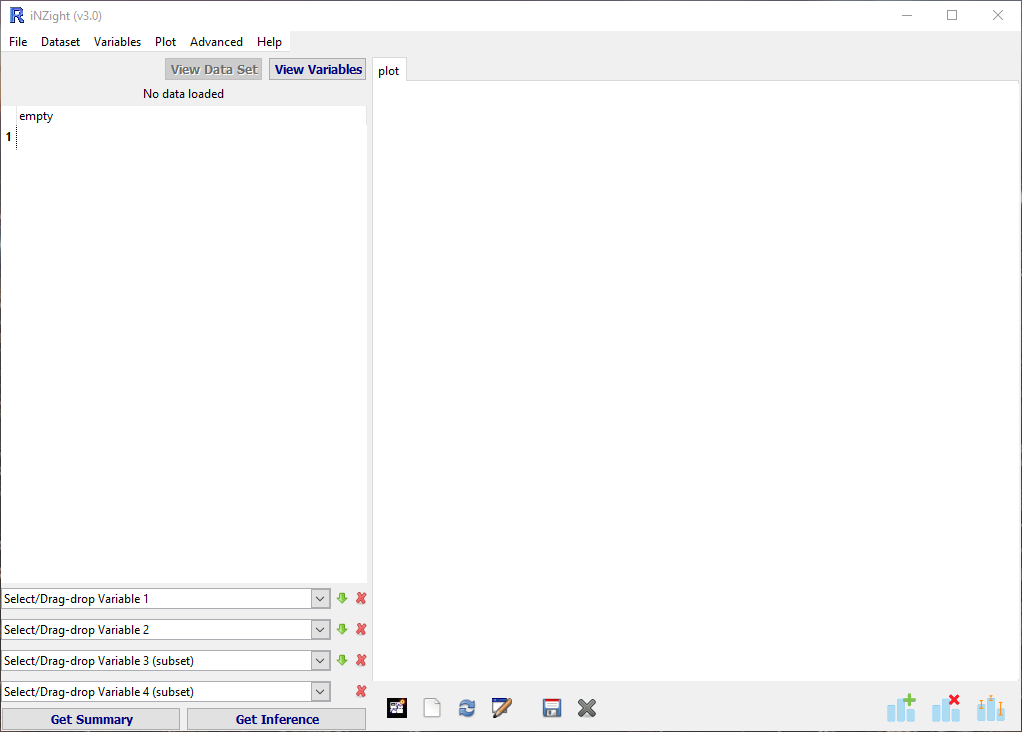 iNZight (v3.0)
File Dataset Variables Plot Advanced Help
View Data Set View Variables
plot
No data loaded
empty
1
Select/Drag-drop Variable 1
Select/Drag-drop Variable 2
Select/Drag-drop Variable 3 (subset)
Select/Drag-drop Variable 4 (subset)
Get Summary Get Inference